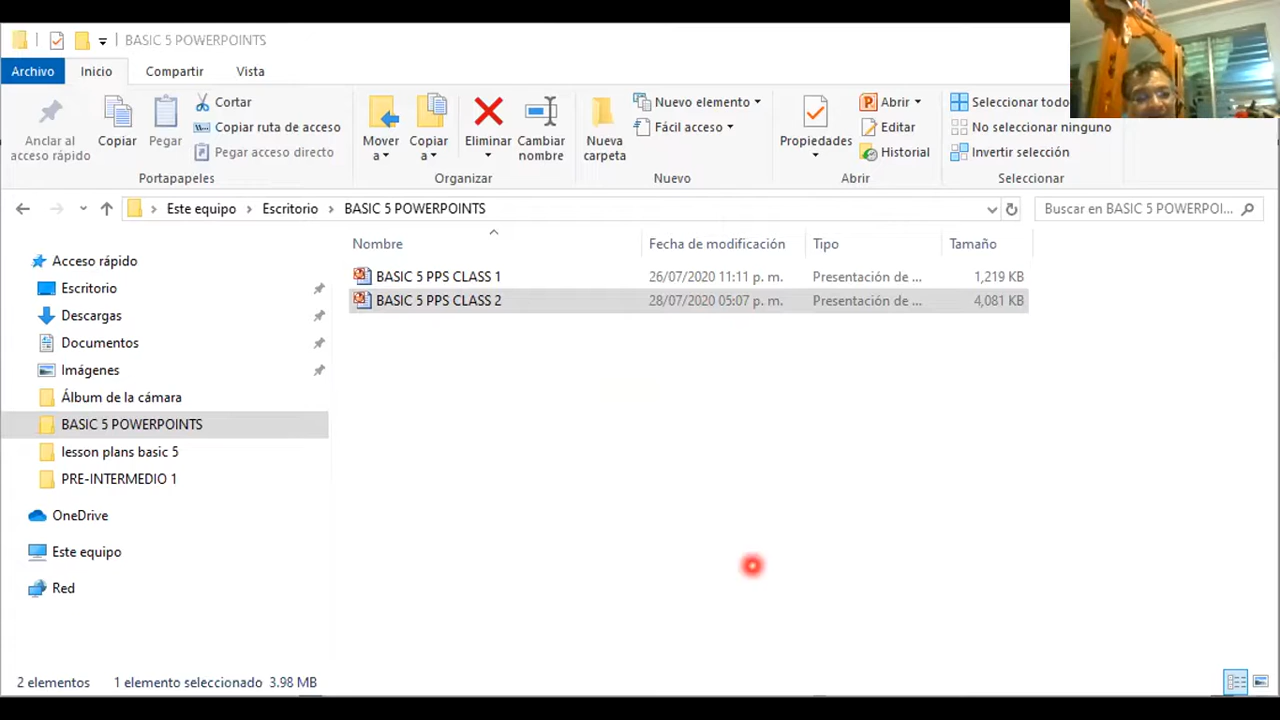 BASIC 5 POWERPOINTS
Archivo Inicio Compartir Vista
Anclar al acceso rápido
Copiar
Pegar
Cortar
Copiar ruta de acceso
Pegar acceso directo
Portapapeles
Mover a
Copiar a
Eliminar
Cambiar nombre
Organizar
Nueva carpeta
Nuevo elemento
Fácil acceso
Nuevo
Propiedades
Abrir
Editar
Historial
Abrir
Seleccionar todo
No seleccionar ninguno
Invertir selección
Seleccionar
Este equipo Escritorio BASIC 5 POWERPOINTS
Buscar en BASIC 5 POWERPOI...
Acceso rápido
Escritorio
Descargas
Documentos
Imágenes
Álbum de la cámara
BASIC 5 POWERPOINTS
lesson plans basic 5
PRE-INTERMEDIO 1
OneDrive
Este equipo
Red
Nombre Fecha de modificación Tipo Tamaño
BASIC 5 PPS CLASS 1 26/07/2020 11:11 p. m. Presentación de ... 1,219 KB
BASIC 5 PPS CLASS 2 28/07/2020 05:07 p. m. Presentación de ... 4,081 KB
2 elementos 1 elemento seleccionado 3.98 MB